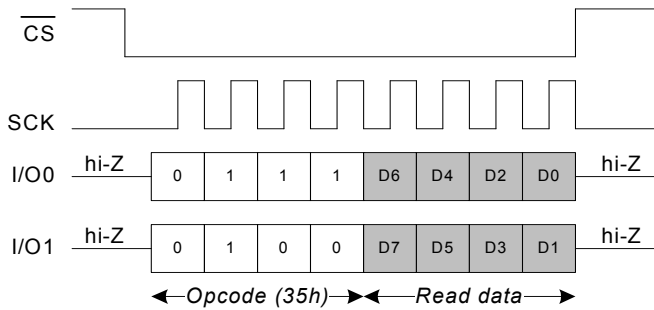 CS
SCK
I/O0 hi-Z 0 1 1 1 D6 D4 D2 D0 hi-Z
I/O1 hi-Z 0 1 0 0 D7 D5 D3 D1 hi-Z
Opcode (35h) Read data